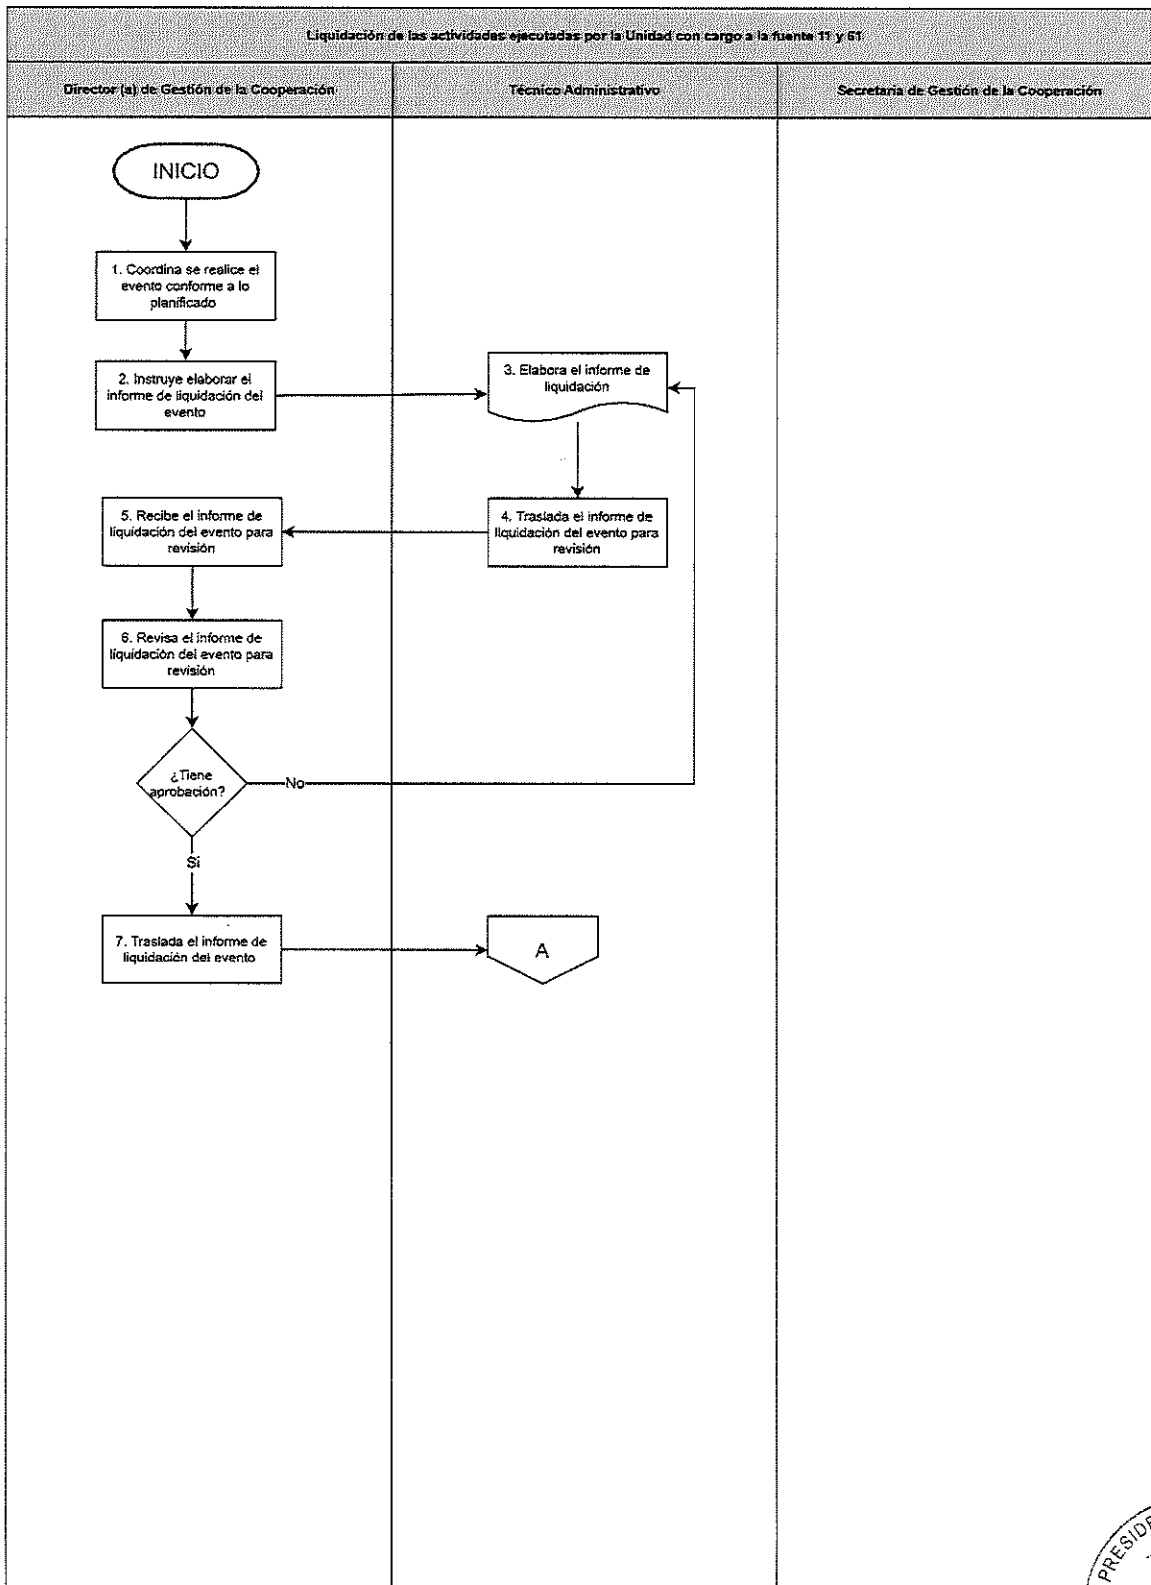 Liquidación de las actividades ejecutadas por la Unidad con cargo a la fuente 11 y 61
Director (a) de Gestión de la Cooperación
Técnico Administrativo
Secretaria de Gestión de la Cooperación
INICIO
1. Coordina se realice el
evento conforme a lo
planificado
2. Instruye elaborar el
informe de liquidación del
evento
3. Elabora el informe de
liquidación
4. Traslada el informe de
liquidación del evento para
revisión
5. Recibe el informe de
liquidación del evento para
revisión
6. Revisa el informe de
liquidación del evento para
revisión
¿Tiene
aprobación?
No
Si
7. Traslada el informe de
liquidación del evento
A